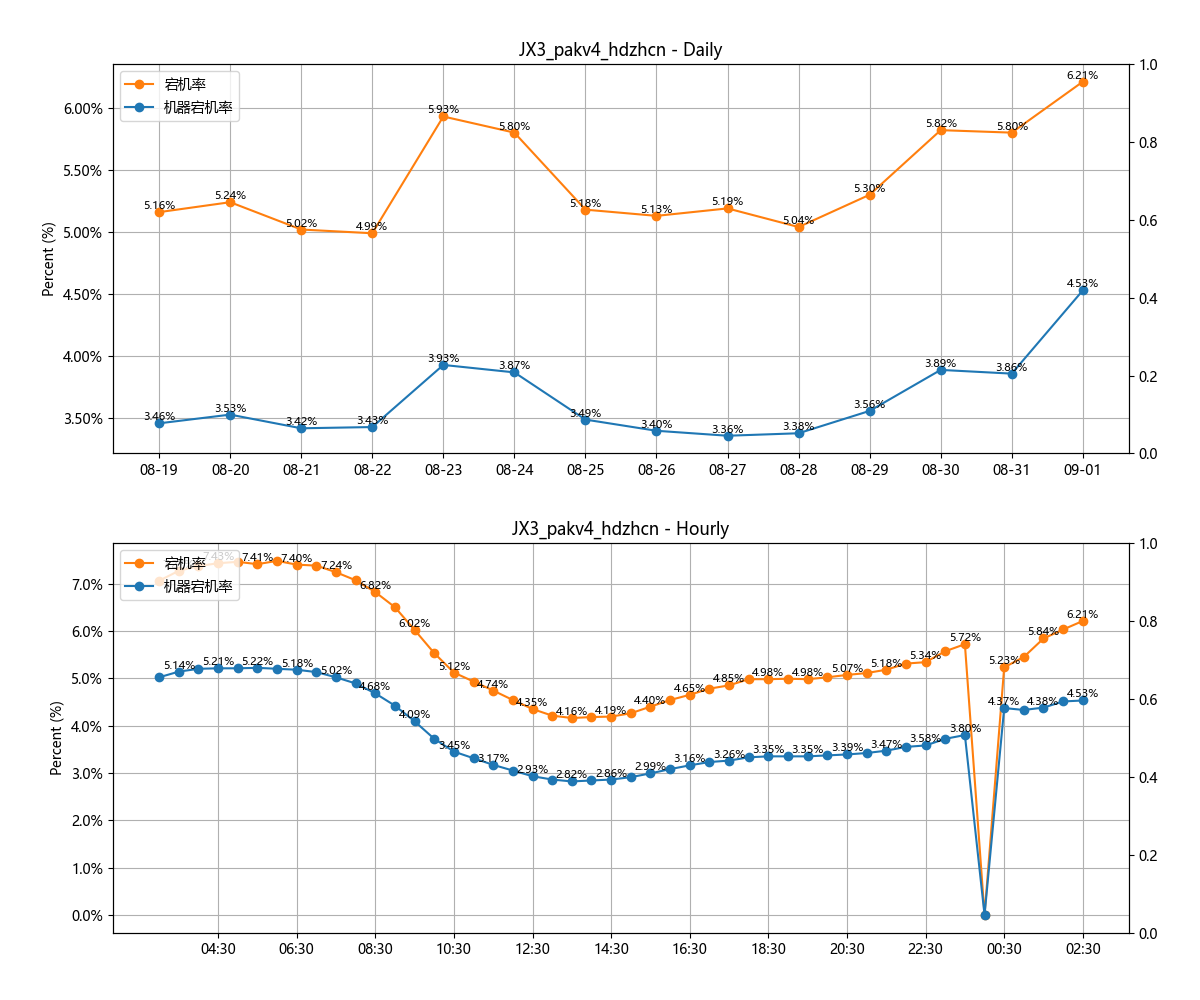 JX3_pakv4_hdzhcn - Daily
宕机率
机器宕机率
Percent (%)
6.00%
5.50%
5.00%
4.50%
4.00%
3.50%
1.0
0.8
0.6
0.4
0.2
0.0
5.16% 5.24% 5.02% 4.99% 5.93% 5.80% 5.18% 5.13% 5.19% 5.04% 5.30% 5.82% 5.80% 6.21%
3.46% 3.53% 3.42% 3.43% 3.93% 3.87% 3.49% 3.40% 3.36% 3.38% 3.56% 3.89% 3.86% 4.53%
08-19 08-20 08-21 08-22 08-23 08-24 08-25 08-26 08-27 08-28 08-29 08-30 08-31 09-01
JX3_pakv4_hdzhcn - Hourly
宕机率
机器宕机率
Percent (%)
7.0%
6.0%
5.0%
4.0%
3.0%
2.0%
1.0%
0.0%
1.0
0.8
0.6
0.4
0.2
0.0
7.43% 7.41% 7.40% 7.24% 6.82% 6.02% 5.12% 4.74% 4.35% 4.16% 4.19% 4.40% 4.65% 4.85% 4.98% 4.98% 5.07% 5.18% 5.34% 5.72% 5.23% 5.84% 6.21%
5.14% 5.21% 5.22% 5.18% 5.02% 4.68% 4.09% 3.45% 3.17% 2.93% 2.82% 2.86% 2.99% 3.16% 3.26% 3.35% 3.35% 3.39% 3.47% 3.58% 3.80% 4.37% 4.38% 4.53%
04:30 06:30 08:30 10:30 12:30 14:30 16:30 18:30 20:30 22:30 00:30 02:30